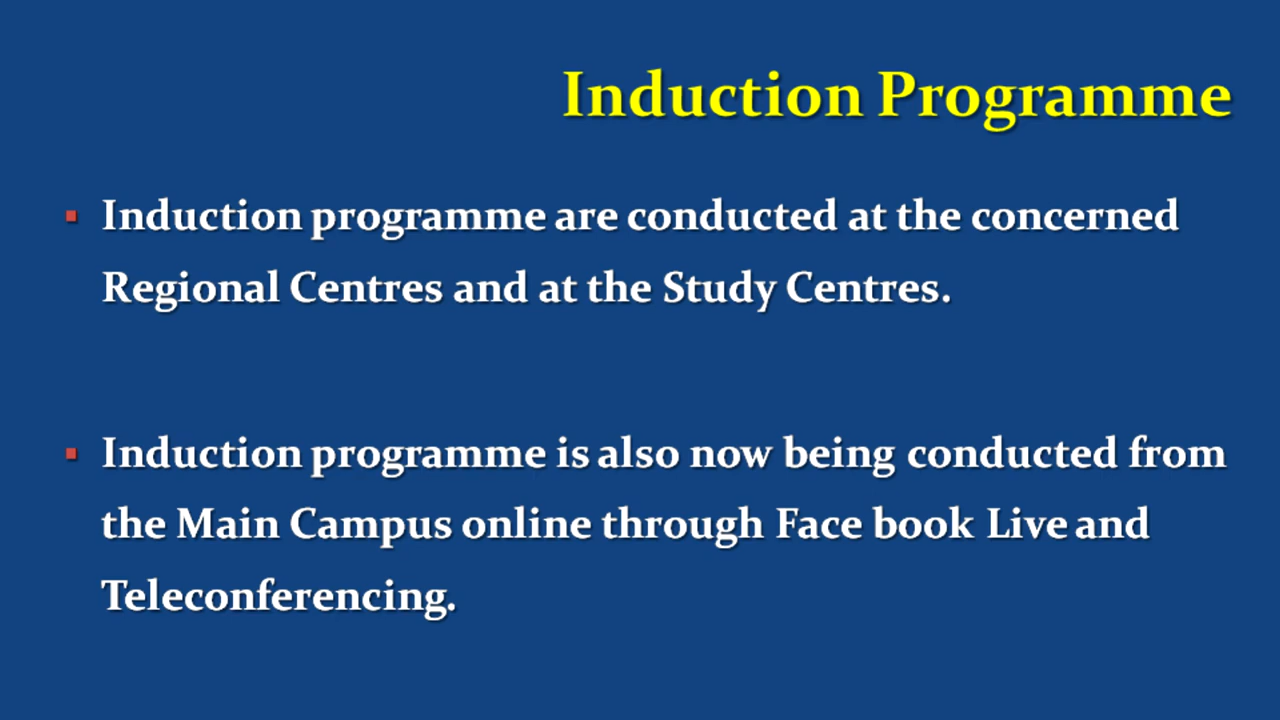 Induction Programme
▪ Induction programme are conducted at the concerned
Regional Centres and at the Study Centres.
▪ Induction programme is also now being conducted from
the Main Campus online through Face book Live and
Teleconferencing.